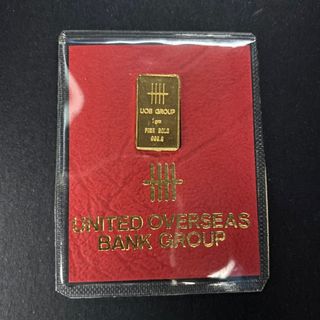 UOB GROUP
1 gm
FINE GOLD
999.9
UNITED OVERSEAS
BANK GROUP